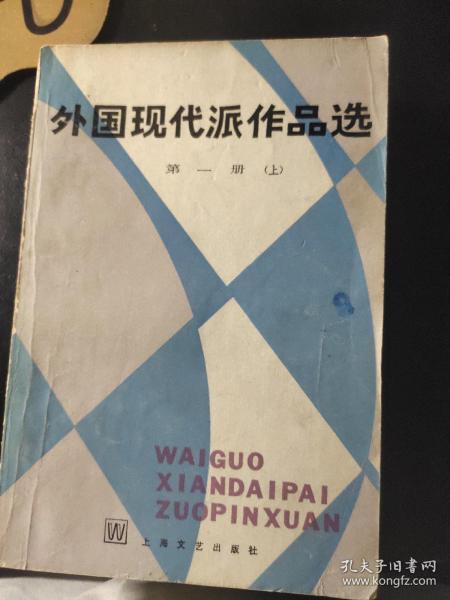 外国现代派作品选
第一册(上)
WAIGUO
XIANDAIPAI
ZUOPINXUAN
W 上海文艺出版社
孔夫子旧书网
www.kongfz.com